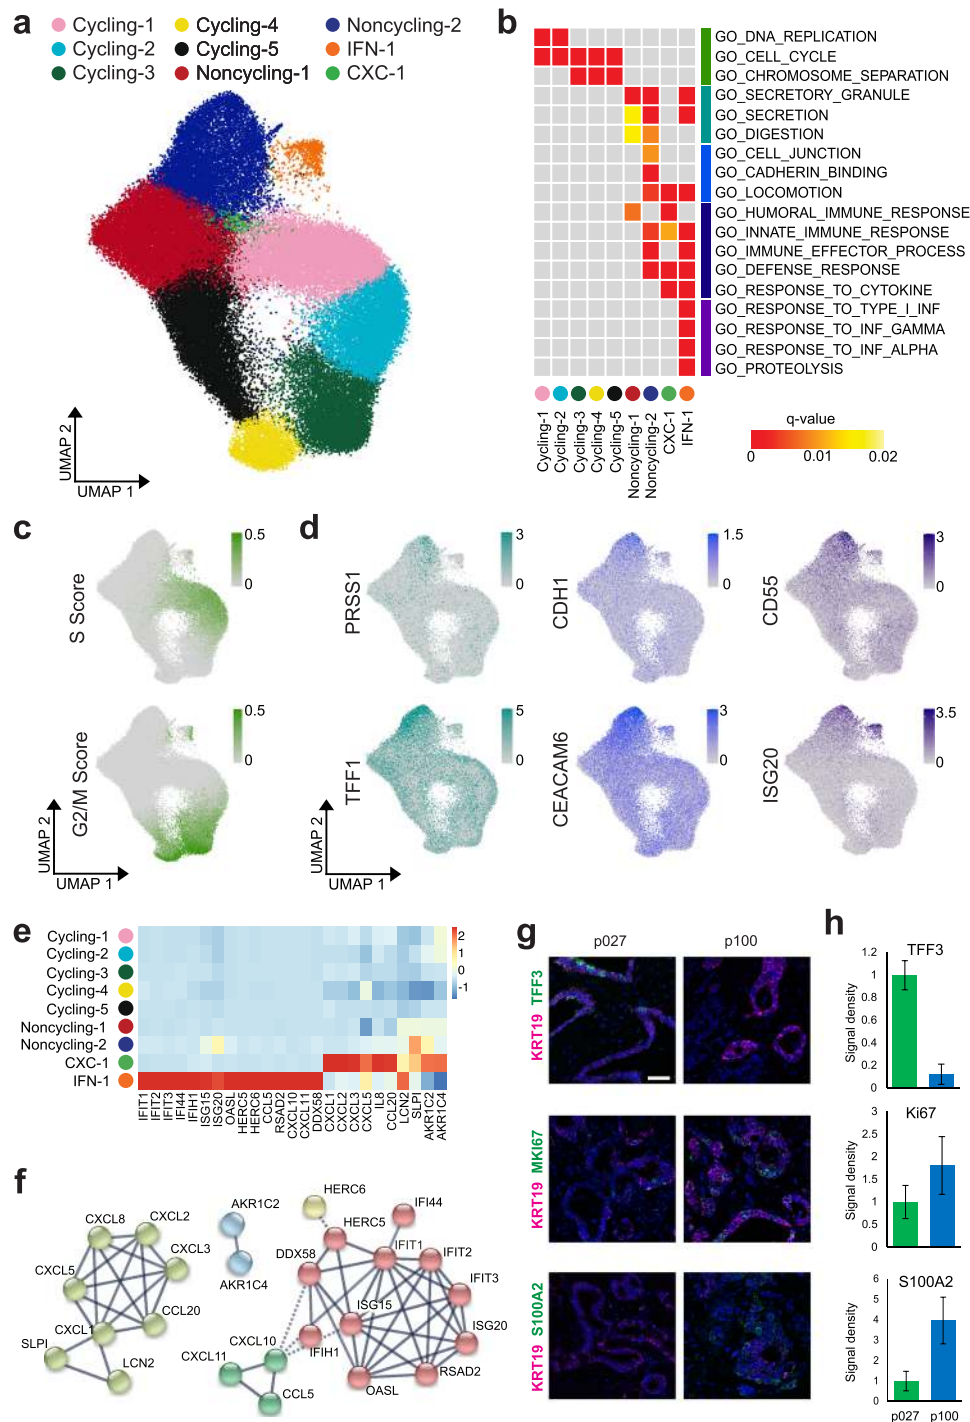 a
Cycling-1
Cycling-4
Noncycling-2
Cycling-2
Cycling-5
IFN-1
Cycling-3
Noncycling-1
CXC-1
UMAP 2
UMAP 1
b
GO_DNA_REPLICATION
GO_CELL_CYCLE
GO_CHROMOSOME_SEPARATION
GO_SECRETORY_GRANULE
GO_SECRETION
GO_DIGESTION
GO_CELL_JUNCTION
GO_CADHERIN_BINDING
GO_LOCOMOTION
GO_HUMORAL_IMMUNE_RESPONSE
GO_INNATE_IMMUNE_RESPONSE
GO_IMMUNE_EFFECTOR_PROCESS
GO_DEFENSE_RESPONSE
GO_RESPONSE_TO_CYTOKINE
GO_RESPONSE_TO_TYPE_I_INF
GO_RESPONSE_TO_INF_GAMMA
GO_RESPONSE_TO_INF_ALPHA
GO_PROTEOLYSIS
Cycling-1
Cycling-2
Cycling-3
Cycling-4
Cycling-5
Noncycling-1
Noncycling-2
CXC-1
IFN-1
q-value
0 0.01 0.02
c
S Score
0.5
0
G2/M Score
0.5
0
UMAP 2
UMAP 1
d
PRSS1
3
0
CDH1
1.5
0
CD55
3
0
TFF1
5
0
CEACAM6
3
0
ISG20
3.5
0
UMAP 2
UMAP 1
e
Cycling-1
Cycling-2
Cycling-3
Cycling-4
Cycling-5
Noncycling-1
Noncycling-2
CXC-1
IFN-1
2
1
0
-1
IFIT1
IFIT2
IFIT3
IFI44
IFIH1
ISG15
ISG20
OASL
HERC5
HERC6
CCL5
RSAD2
CXCL10
CXCL11
DDX58
CXCL1
CXCL2
CXCL3
CXCL5
IL8
CCL20
LCN2
SLPI
AKR1C2
AKR1C4
f
CXCL8
CXCL2
CXCL3
CXCL5
CCL20
CXCL1
SLPI
LCN2
AKR1C2
AKR1C4
HERC6
HERC5
IFI44
DDX58
IFIT1
IFIT2
IFIT3
ISG15
ISG20
CXCL10
IFIH1
CXCL11
RSAD2
CCL5
OASL
g
p027
p100
KRT19 TFF3
KRT19 MKI67
KRT19 S100A2
h
TFF3
Signal density
1.2
1
0.8
0.6
0.4
0.2
0
Ki67
Signal density
3
2.5
2
1.5
1
0.5
0
S100A2
Signal density
6
5
4
3
2
1
0
p027 p100